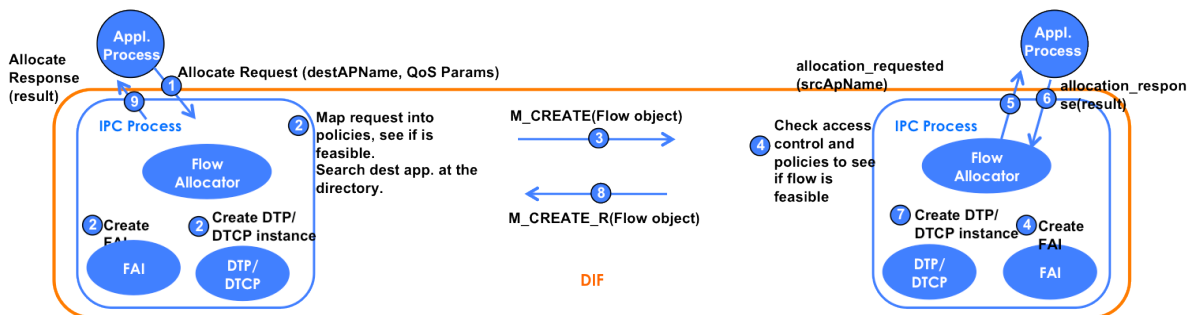 Appl.
Process
Allocate
Response
(result)
1
Allocate Request (destAPName, QoS Params)
9
IPC Process
2
Map request into
policies, see if is
feasible.
Search dest app. at the
directory.
Flow
Allocator
2
Create
FAI
2
Create DTP/
DTCP instance
FAI
DTP/
DTCP
M_CREATE(Flow object)
3
8
M_CREATE_R(Flow object)
DIF
Appl.
Process
allocation_requested
(srcApName)
5
6
allocation_respon
se(result)
4
Check access
control and
policies to see
if flow is
feasible
IPC Process
Flow
Allocator
7
Create DTP/
DTCP instance
4
Create
FAI
DTP/
DTCP
FAI